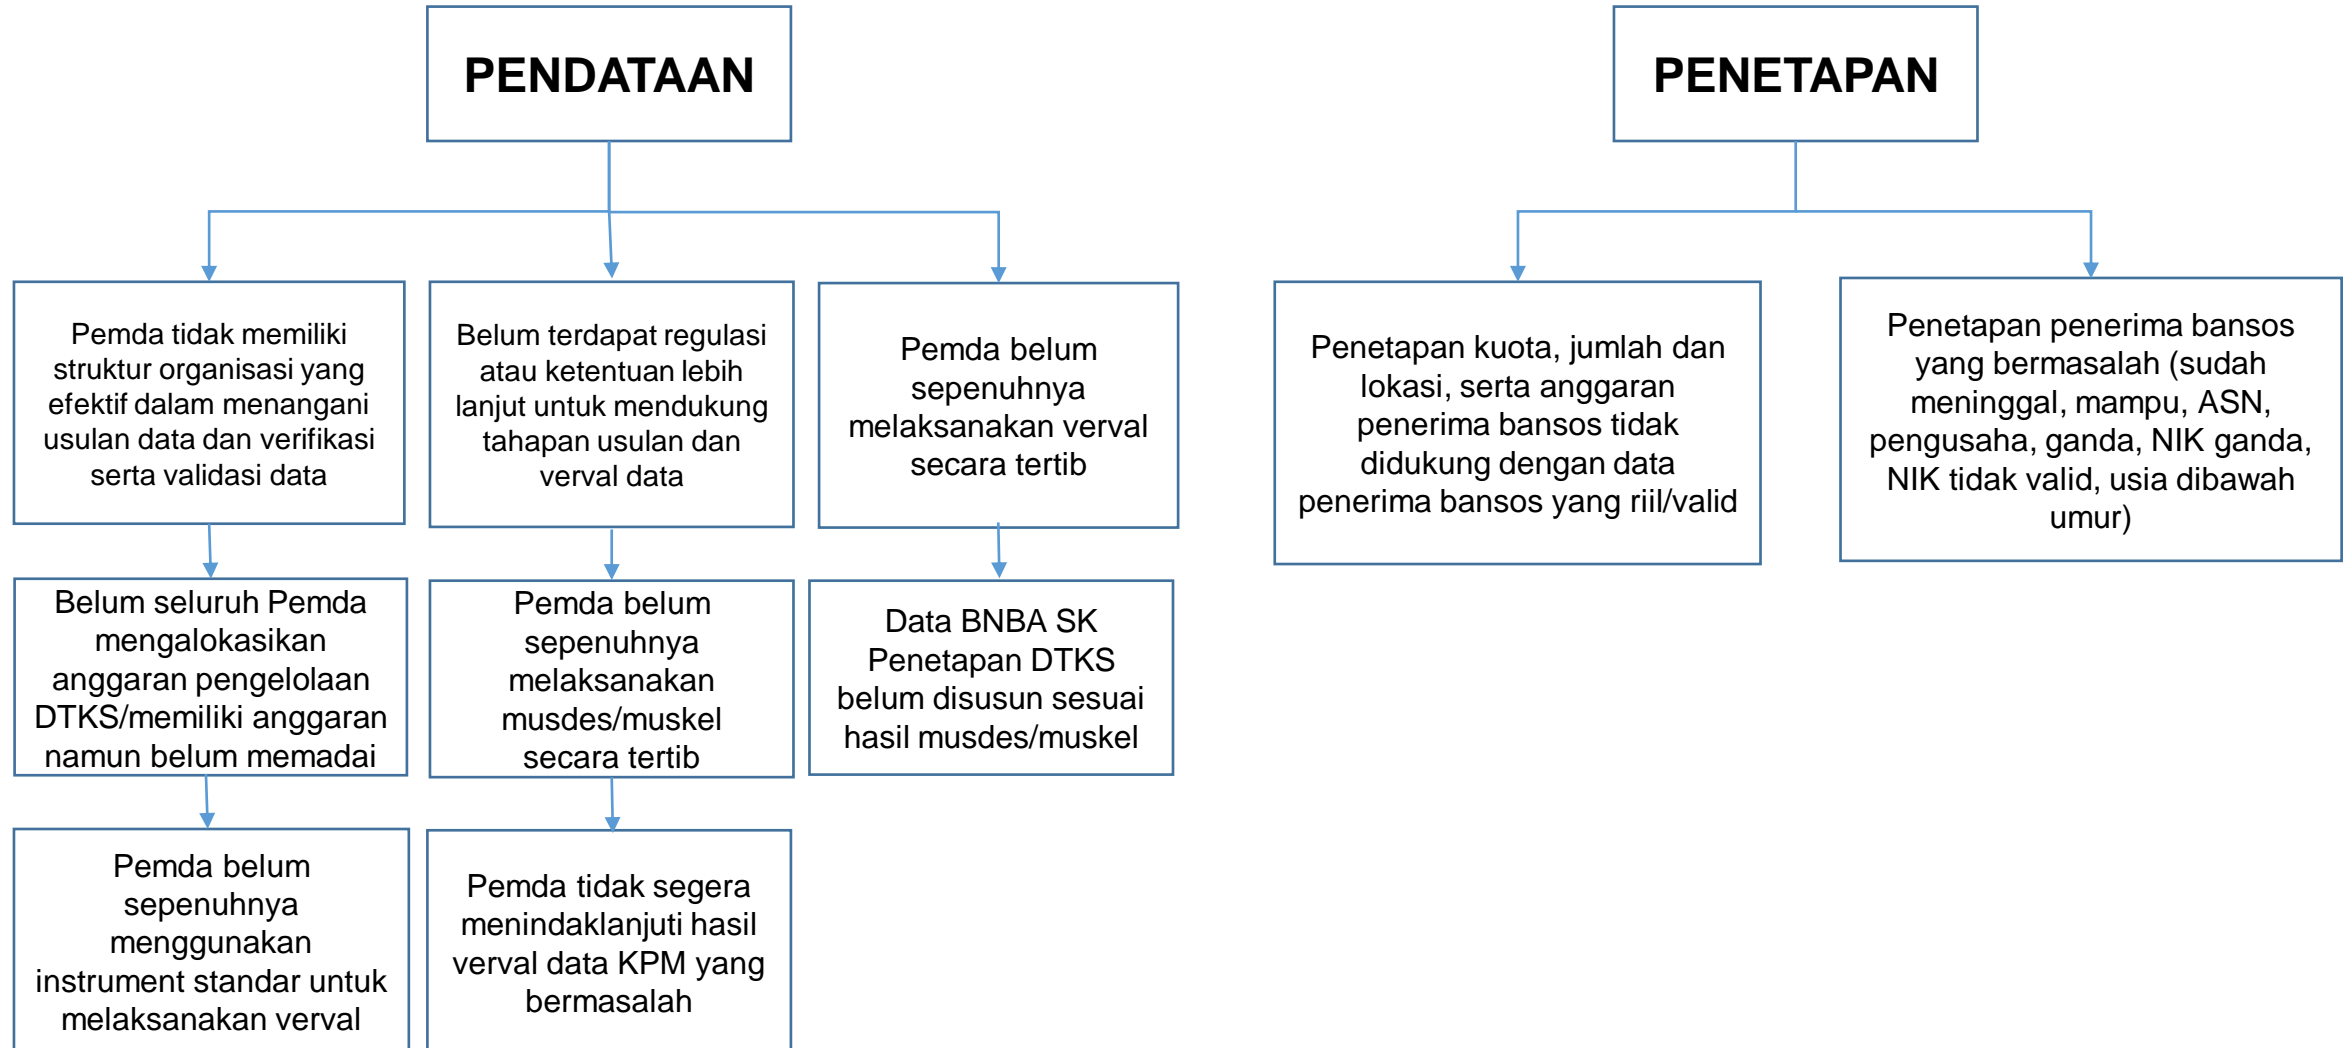 PENDATAAN
PENETAPAN
Pemda tidak memiliki
struktur organisasi yang
efektif dalam menangani
usulan data dan verifikasi
serta validasi data
Belum terdapat regulasi
atau ketentuan lebih
lanjut untuk mendukung
tahapan usulan dan
verval data
Pemda belum
sepenuhnya
melaksanakan verval
secara tertib
Penetapan kuota, jumlah dan
lokasi, serta anggaran
penerima bansos tidak
didukung dengan data
penerima bansos yang riil/valid
Penetapan penerima bansos
yang bermasalah (sudah
meninggal, mampu, ASN,
pengusaha, ganda, NIK ganda,
NIK tidak valid, usia dibawah
umur)
Belum seluruh Pemda
mengalokasikan
anggaran pengelolaan
DTKS/memiliki anggaran
namun belum memadai
Pemda belum
sepenuhnya
melaksanakan
musdes/muskel
secara tertib
Data BNBA SK
Penetapan DTKS
belum disusun sesuai
hasil musdes/muskel
Pemda belum
sepenuhnya
menggunakan
instrument standar untuk
melaksanakan verval
Pemda tidak segera
menindaklanjuti hasil
verval data KPM yang
bermasalah